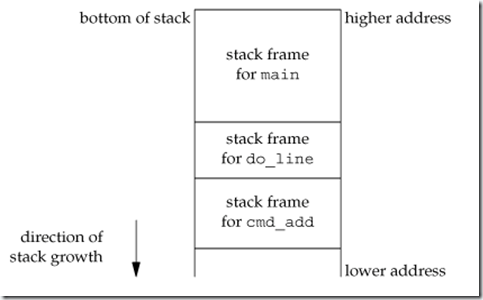 bottom of stack
higher address
stack frame
for main
stack frame
for do_line
stack frame
for cmd_add
direction of
stack growth
lower address